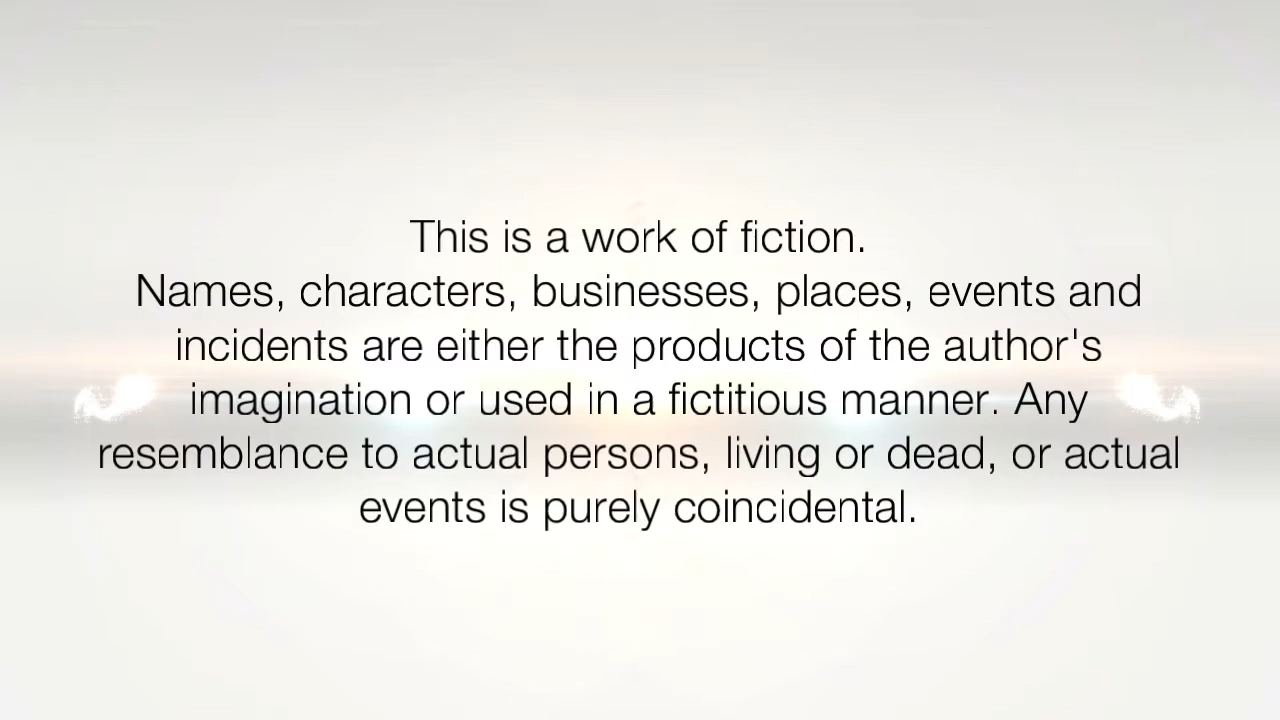 This is a work of fiction.
Names, characters, businesses, places, events and
incidents are either the products of the author's
imagination or used in a fictitious manner. Any
resemblance to actual persons, living or dead, or actual
events is purely coincidental.